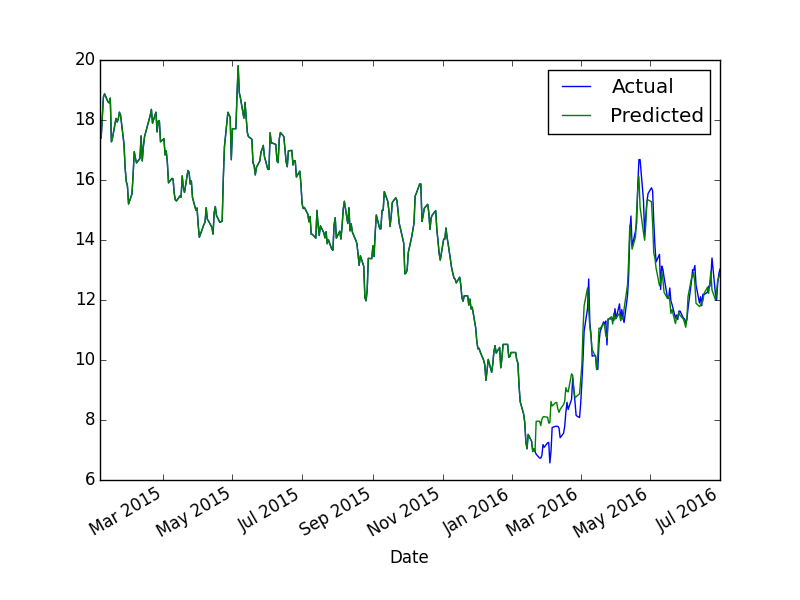 20
18
16
14
12
10
8
6
Actual
Predicted
Mar 2015
May 2015
Jul 2015
Sep 2015
Nov 2015
Jan 2016
Mar 2016
May 2016
Jul 2016
Date